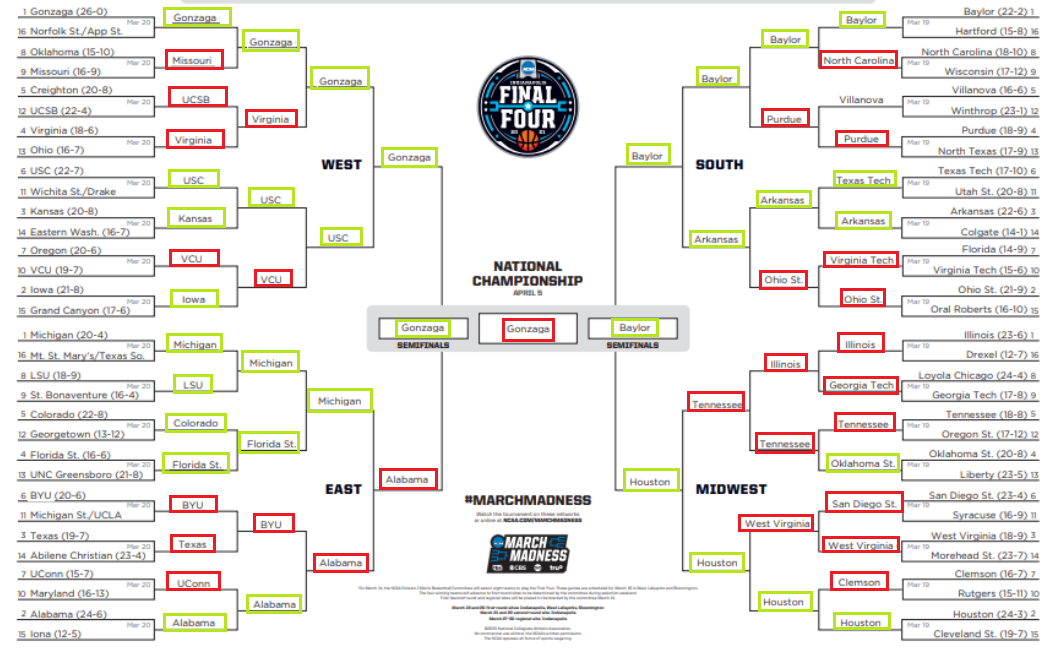 1 Gonzaga (26-0)
Mar 20
16 Norfolk St./App St.
8 Oklahoma (15-10)
Mar 20
9 Missouri (16-9)
5 Creighton (20-8)
Mar 20
12 UCSB (22-4)
4 Virginia (18-6)
Mar 20
13 Ohio (16-7)
6 USC (22-7)
Mar 20
11 Wichita St./Drake
3 Kansas (20-8)
Mar 20
14 Eastern Wash. (16-7)
7 Oregon (20-6)
Mar 20
10 VCU (19-7)
2 Iowa (21-8)
Mar 20
15 Grand Canyon (17-6)
Gonzaga
Missouri
UCSB
Virginia
USC
Kansas
VCU
Iowa
Gonzaga
Virginia
USC
VCU
Gonzaga
USC
Gonzaga
WEST
1 Michigan (20-4)
Mar 20
16 Mt. St. Mary's/Texas So.
8 LSU (18-9)
Mar 20
9 St. Bonaventure (16-4)
5 Colorado (22-8)
Mar 20
12 Georgetown (13-12)
4 Florida St. (16-6)
Mar 20
13 UNC Greensboro (21-8)
6 BYU (20-6)
Mar 20
11 Michigan St./UCLA
3 Texas (19-7)
Mar 20
14 Abilene Christian (23-4)
7 UConn (15-7)
Mar 20
10 Maryland (16-13)
2 Alabama (24-6)
Mar 20
15 Iona (12-5)
Michigan
LSU
Colorado
Florida St.
BYU
Texas
UConn
Alabama
Michigan
Florida St.
BYU
Alabama
Michigan
Alabama
Alabama
EAST
INDIANAPOLIS
FINAL
FOUR
2021
NATIONAL
CHAMPIONSHIP
APRIL 5
Gonzaga
Gonzaga
Baylor
SEMIFINALS
SEMIFINALS
#MARCHMADNESS
Watch the tournament on these networks
or online at NCAA.COM/MARCHMADNESS
MARCH
MADNESS
CBS
tnt
tru
Baylor
Baylor
Arkansas
Baylor
Purdue
Arkansas
Ohio St.
Baylor
North Carolina
Villanova
Purdue
Texas Tech
Arkansas
Virginia Tech
Ohio St.
SOUTH
Baylor (22-2) 1
Mar 19
Hartford (15-8) 16
North Carolina (18-10) 8
Mar 19
Wisconsin (17-12) 9
Villanova (16-6) 5
Mar 19
Winthrop (23-1) 12
Purdue (18-9) 4
Mar 19
North Texas (17-9) 13
Texas Tech (17-10) 6
Mar 19
Utah St. (20-8) 11
Arkansas (22-6) 3
Mar 19
Colgate (14-1) 14
Florida (14-9) 7
Mar 19
Virginia Tech (15-6) 10
Ohio St. (21-9) 2
Mar 19
Oral Roberts (16-10) 15
Houston
Tennessee
Houston
Illinois
Tennessee
West Virginia
Houston
Illinois
Georgia Tech
Tennessee
Oklahoma St.
San Diego St.
West Virginia
Clemson
Houston
MIDWEST
Illinois (23-6) 1
Mar 19
Drexel (12-7) 16
Loyola Chicago (24-4) 8
Mar 19
Georgia Tech (17-8) 9
Tennessee (18-8) 5
Mar 19
Oregon St. (17-12) 12
Oklahoma St. (20-8) 4
Mar 19
Liberty (23-5) 13
San Diego St. (23-4) 6
Mar 19
Syracuse (16-9) 11
West Virginia (18-9) 3
Mar 19
Morehead St. (23-7) 14
Clemson (16-7) 7
Mar 19
Rutgers (15-11) 10
Houston (24-3) 2
Mar 19
Cleveland St. (19-7) 15